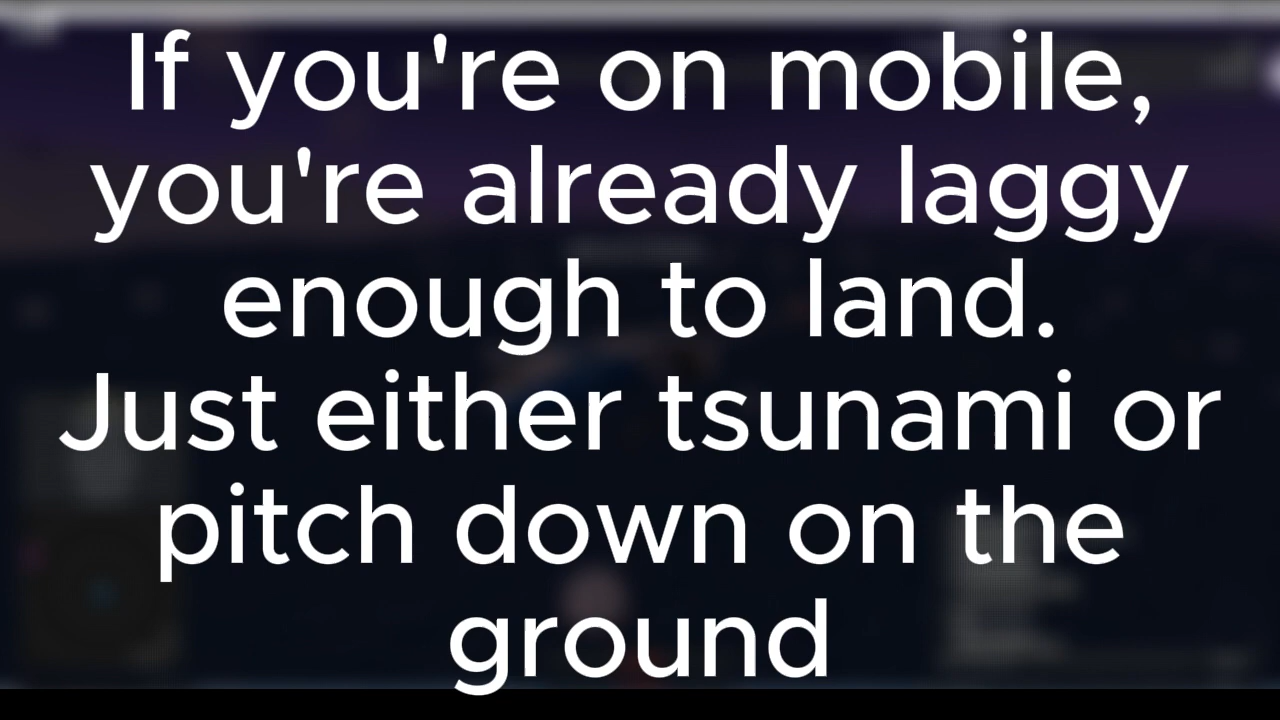 If you're on mobile,
you're already laggy
enough to land.
Just either tsunami or
pitch down on the
ground